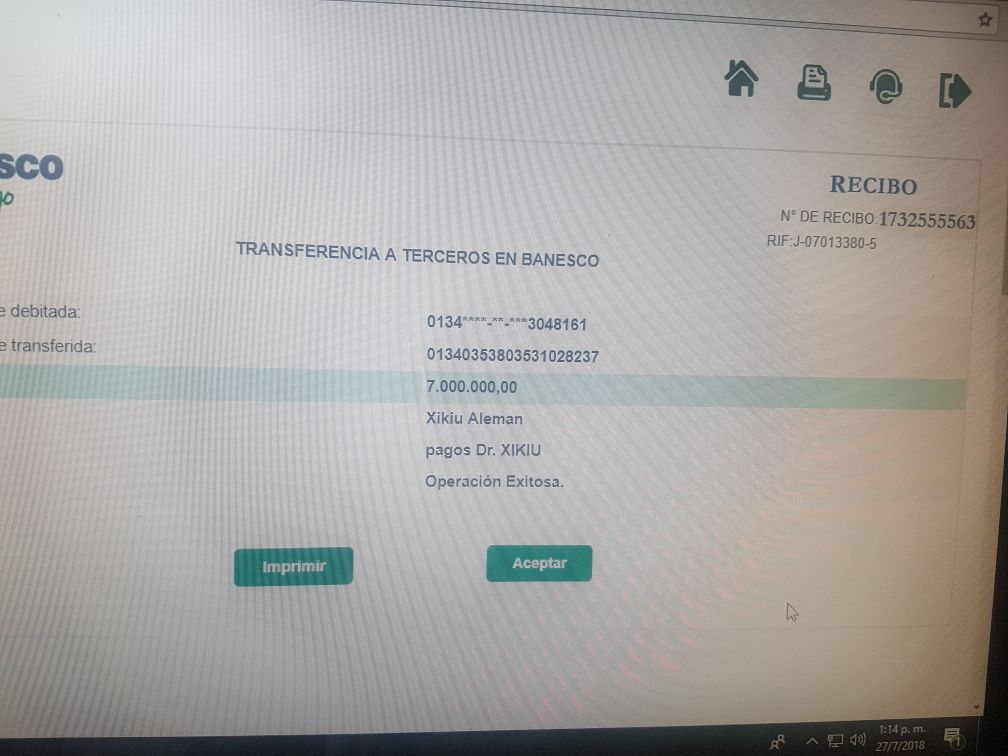 sco
RECIBO
N° DE RECIBO:1732555563
RIF:J-07013380-5
TRANSFERENCIA A TERCEROS EN BANESCO
e debitada: 0134****-**-***3048161
e transferida: 01340353803531028237
7.000.000,00
Xikiu Aleman
pagos Dr. XIKIU
Operación Exitosa.
Imprimir Aceptar
1:14 p. m.
27/7/2018